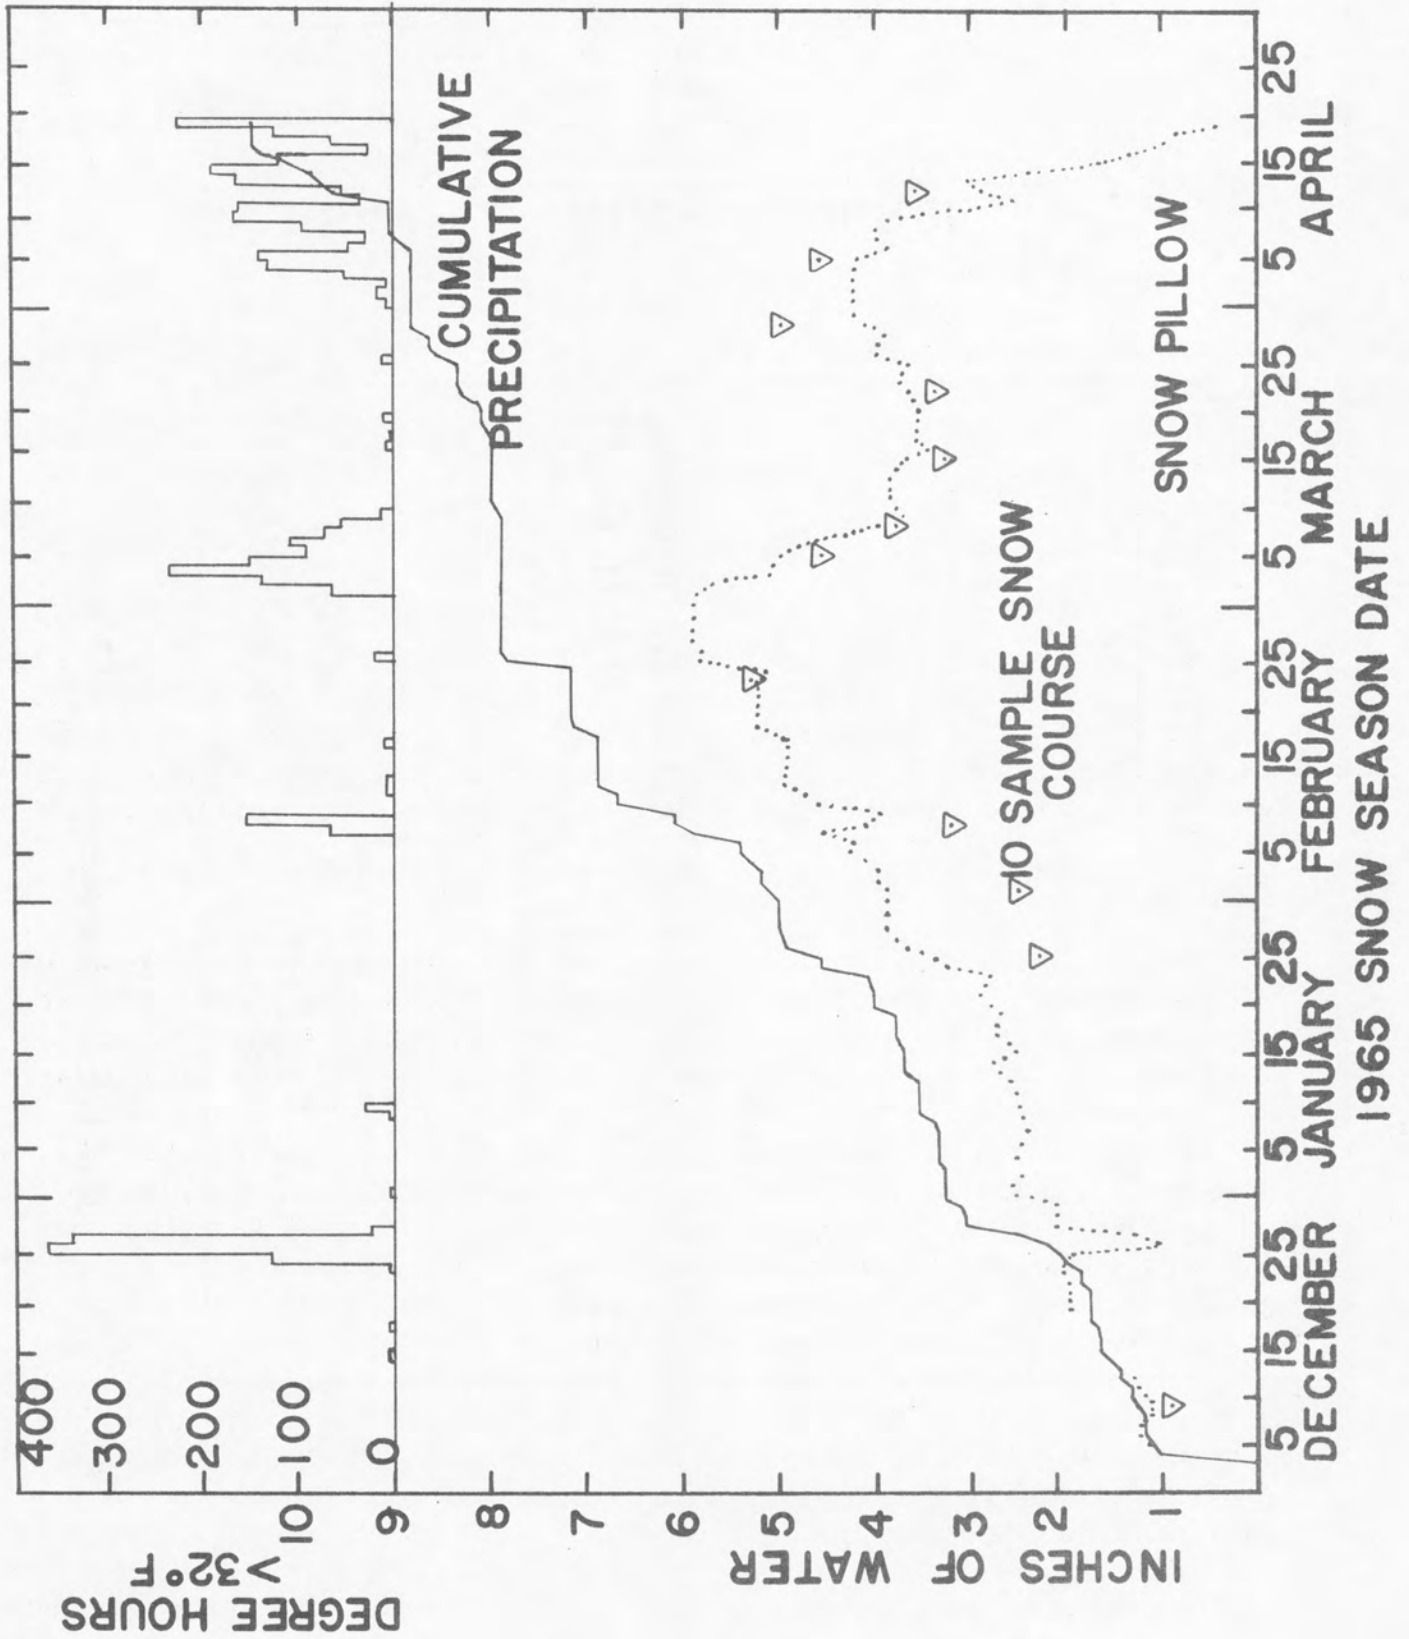 DEGREE HOURS
>32°F
400
300
200
100
0
INCHES OF WATER
10
9
8
7
6
5
4
3
2
1
CUMULATIVE
PRECIPITATION
10 SAMPLE SNOW
COURSE
SNOW PILLOW
5 15 25 5 15 25 5 15 25 5 15 25 5 15 25
DECEMBER JANUARY FEBRUARY MARCH APRIL
1965 SNOW SEASON DATE